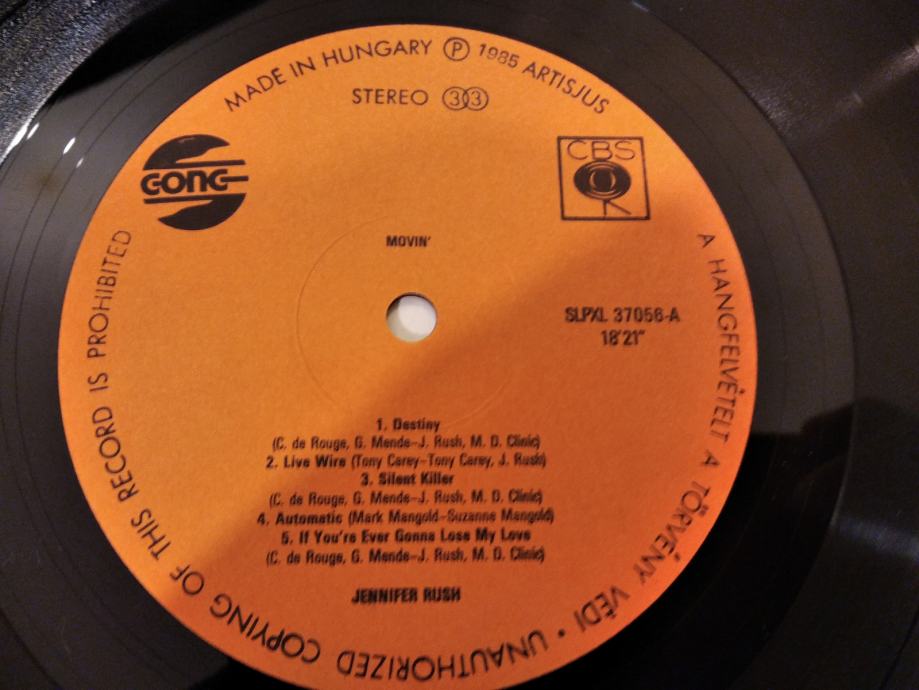 MADE IN HUNGARY Ⓟ 1985 ARTISJUS
STEREO 33
GONG
CBS
MOVIN'
SLPXL 37056-A
18'21"
1. Destiny
(C. de Rouge, G. Mende–J. Rush, M. D. Clinic)
2. Live Wire (Tony Carey–Tony Carey, J. Rush)
3. Silent Killer
(C. de Rouge, G. Mende–J. Rush, M. D. Clinic)
4. Automatic (Mark Mangold–Suzanne Mangold)
5. If You're Ever Gonna Lose My Love
(C. de Rouge, G. Mende–J. Rush, M. D. Clinic)
JENNIFER RUSH
A HANGFELVÉTELT A TÖRVÉNY VÉDI • UNAUTHORIZED COPYING OF THIS RECORD IS PROHIBITED